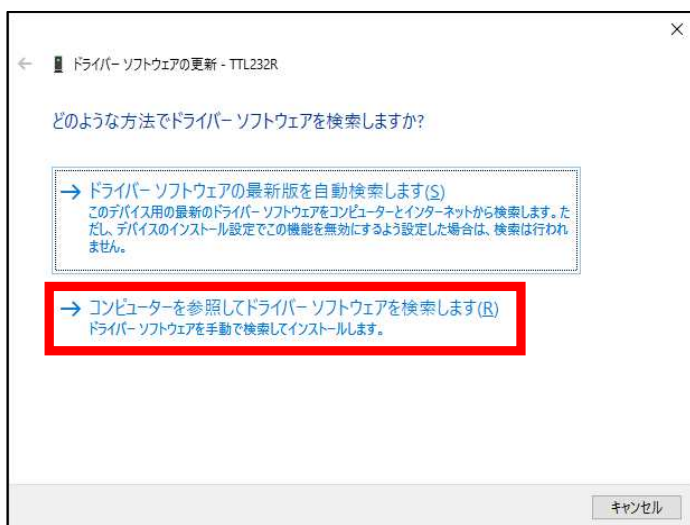 ドライバー ソフトウェアの更新 - TTL232R
どのような方法でドライバー ソフトウェアを検索しますか?
ドライバー ソフトウェアの最新版を自動検索します(S)
このデバイス用の最新のドライバー ソフトウェアをコンピューターとインターネットから検索します。た
だし、デバイスのインストール設定でこの機能を無効にするよう設定した場合は、検索は行われ
ません。
コンピューターを参照してドライバー ソフトウェアを検索します(R)
ドライバー ソフトウェアを手動で検索してインストールします。
キャンセル